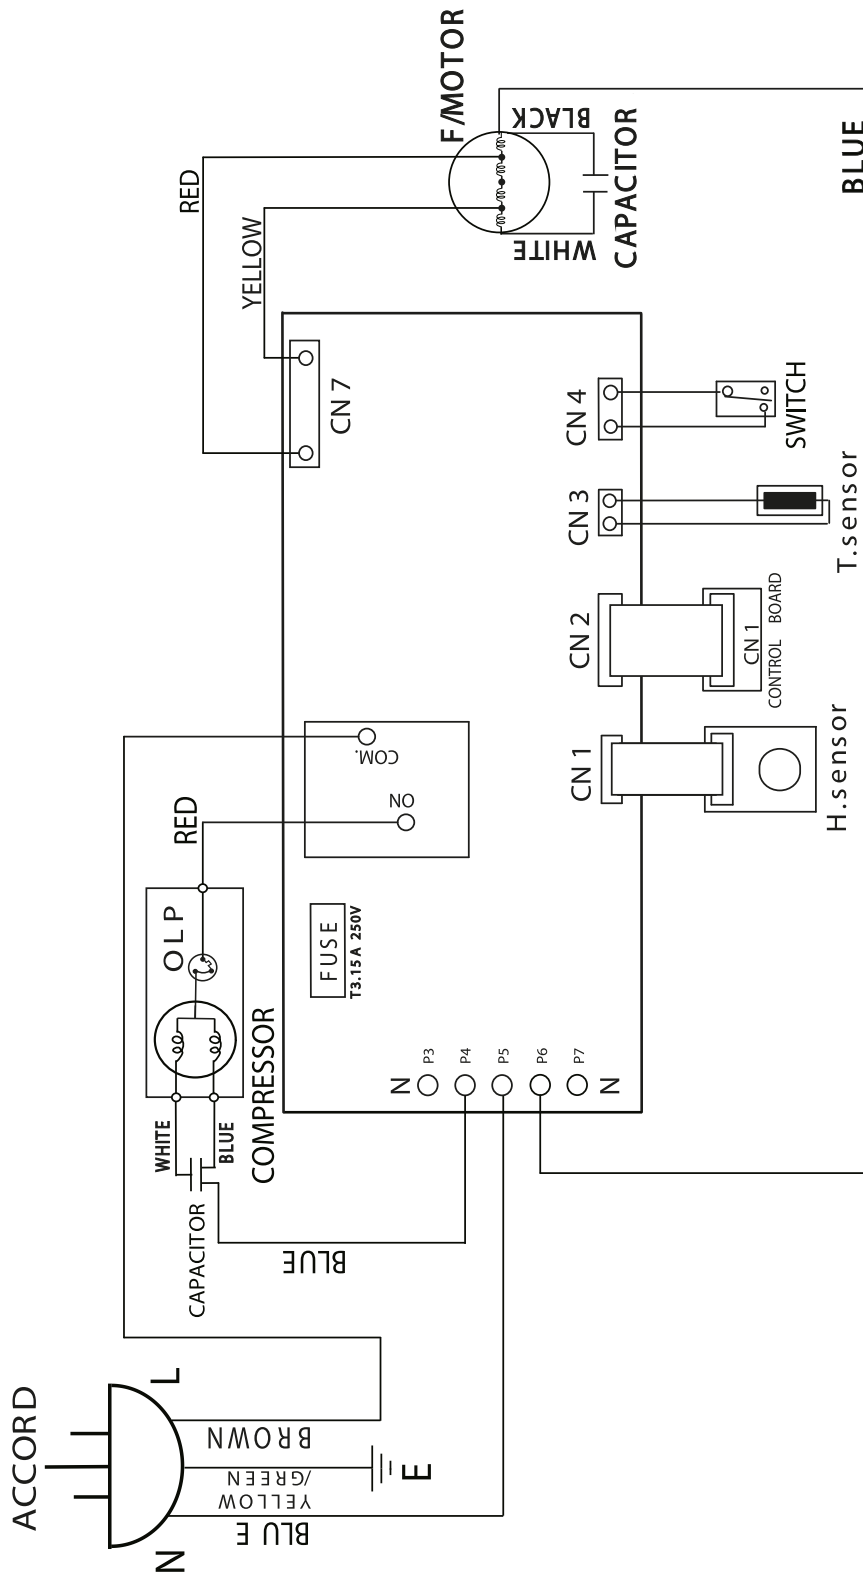 ACCORD
N
L
BLUE
YELLOW
/GREEN
BROWN
E
CAPACITOR
WHITE
BLUE
BLUE
COMPRESSOR
OLP
RED
FUSE
T3.15A 250V
N
P3
P4
P5
P6
P7
N
ON
COM.
CN 7
YELLOW
RED
F/MOTOR
BLACK
WHITE
CAPACITOR
BLUE
CN 1
CN 2
CN 3
CN 4
H.sensor
CN 1
CONTROL BOARD
T.sensor
SWITCH